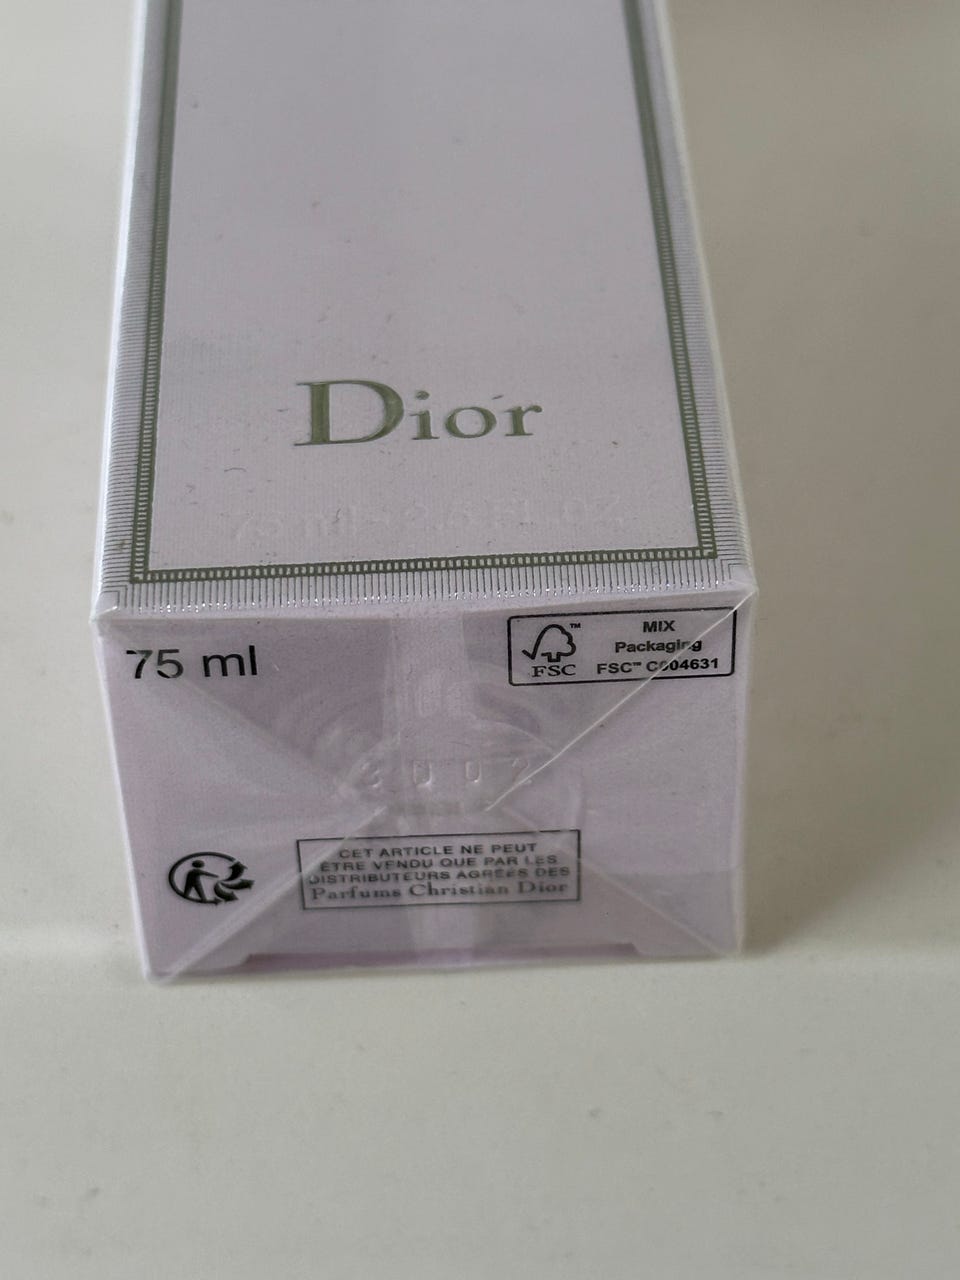 Dior
75 ml
FSC™
MIX
Packaging
FSC™ C004631
CET ARTICLE NE PEUT
ÊTRE VENDU QUE PAR LES
DISTRIBUTEURS AGRÉÉS DES
Parfums Christian Dior